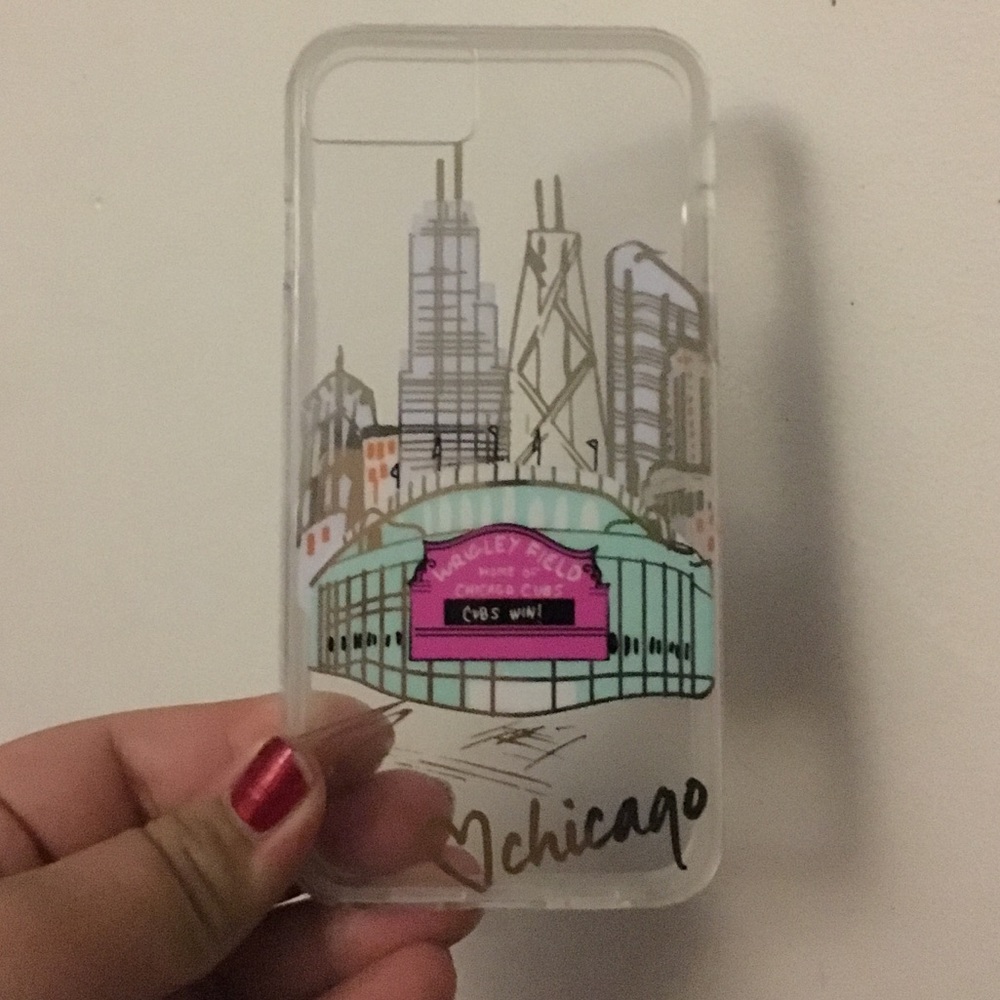 WRIGLEY FIELD
HOME OF
CHICAGO CUBS
CUBS WIN!
chicago